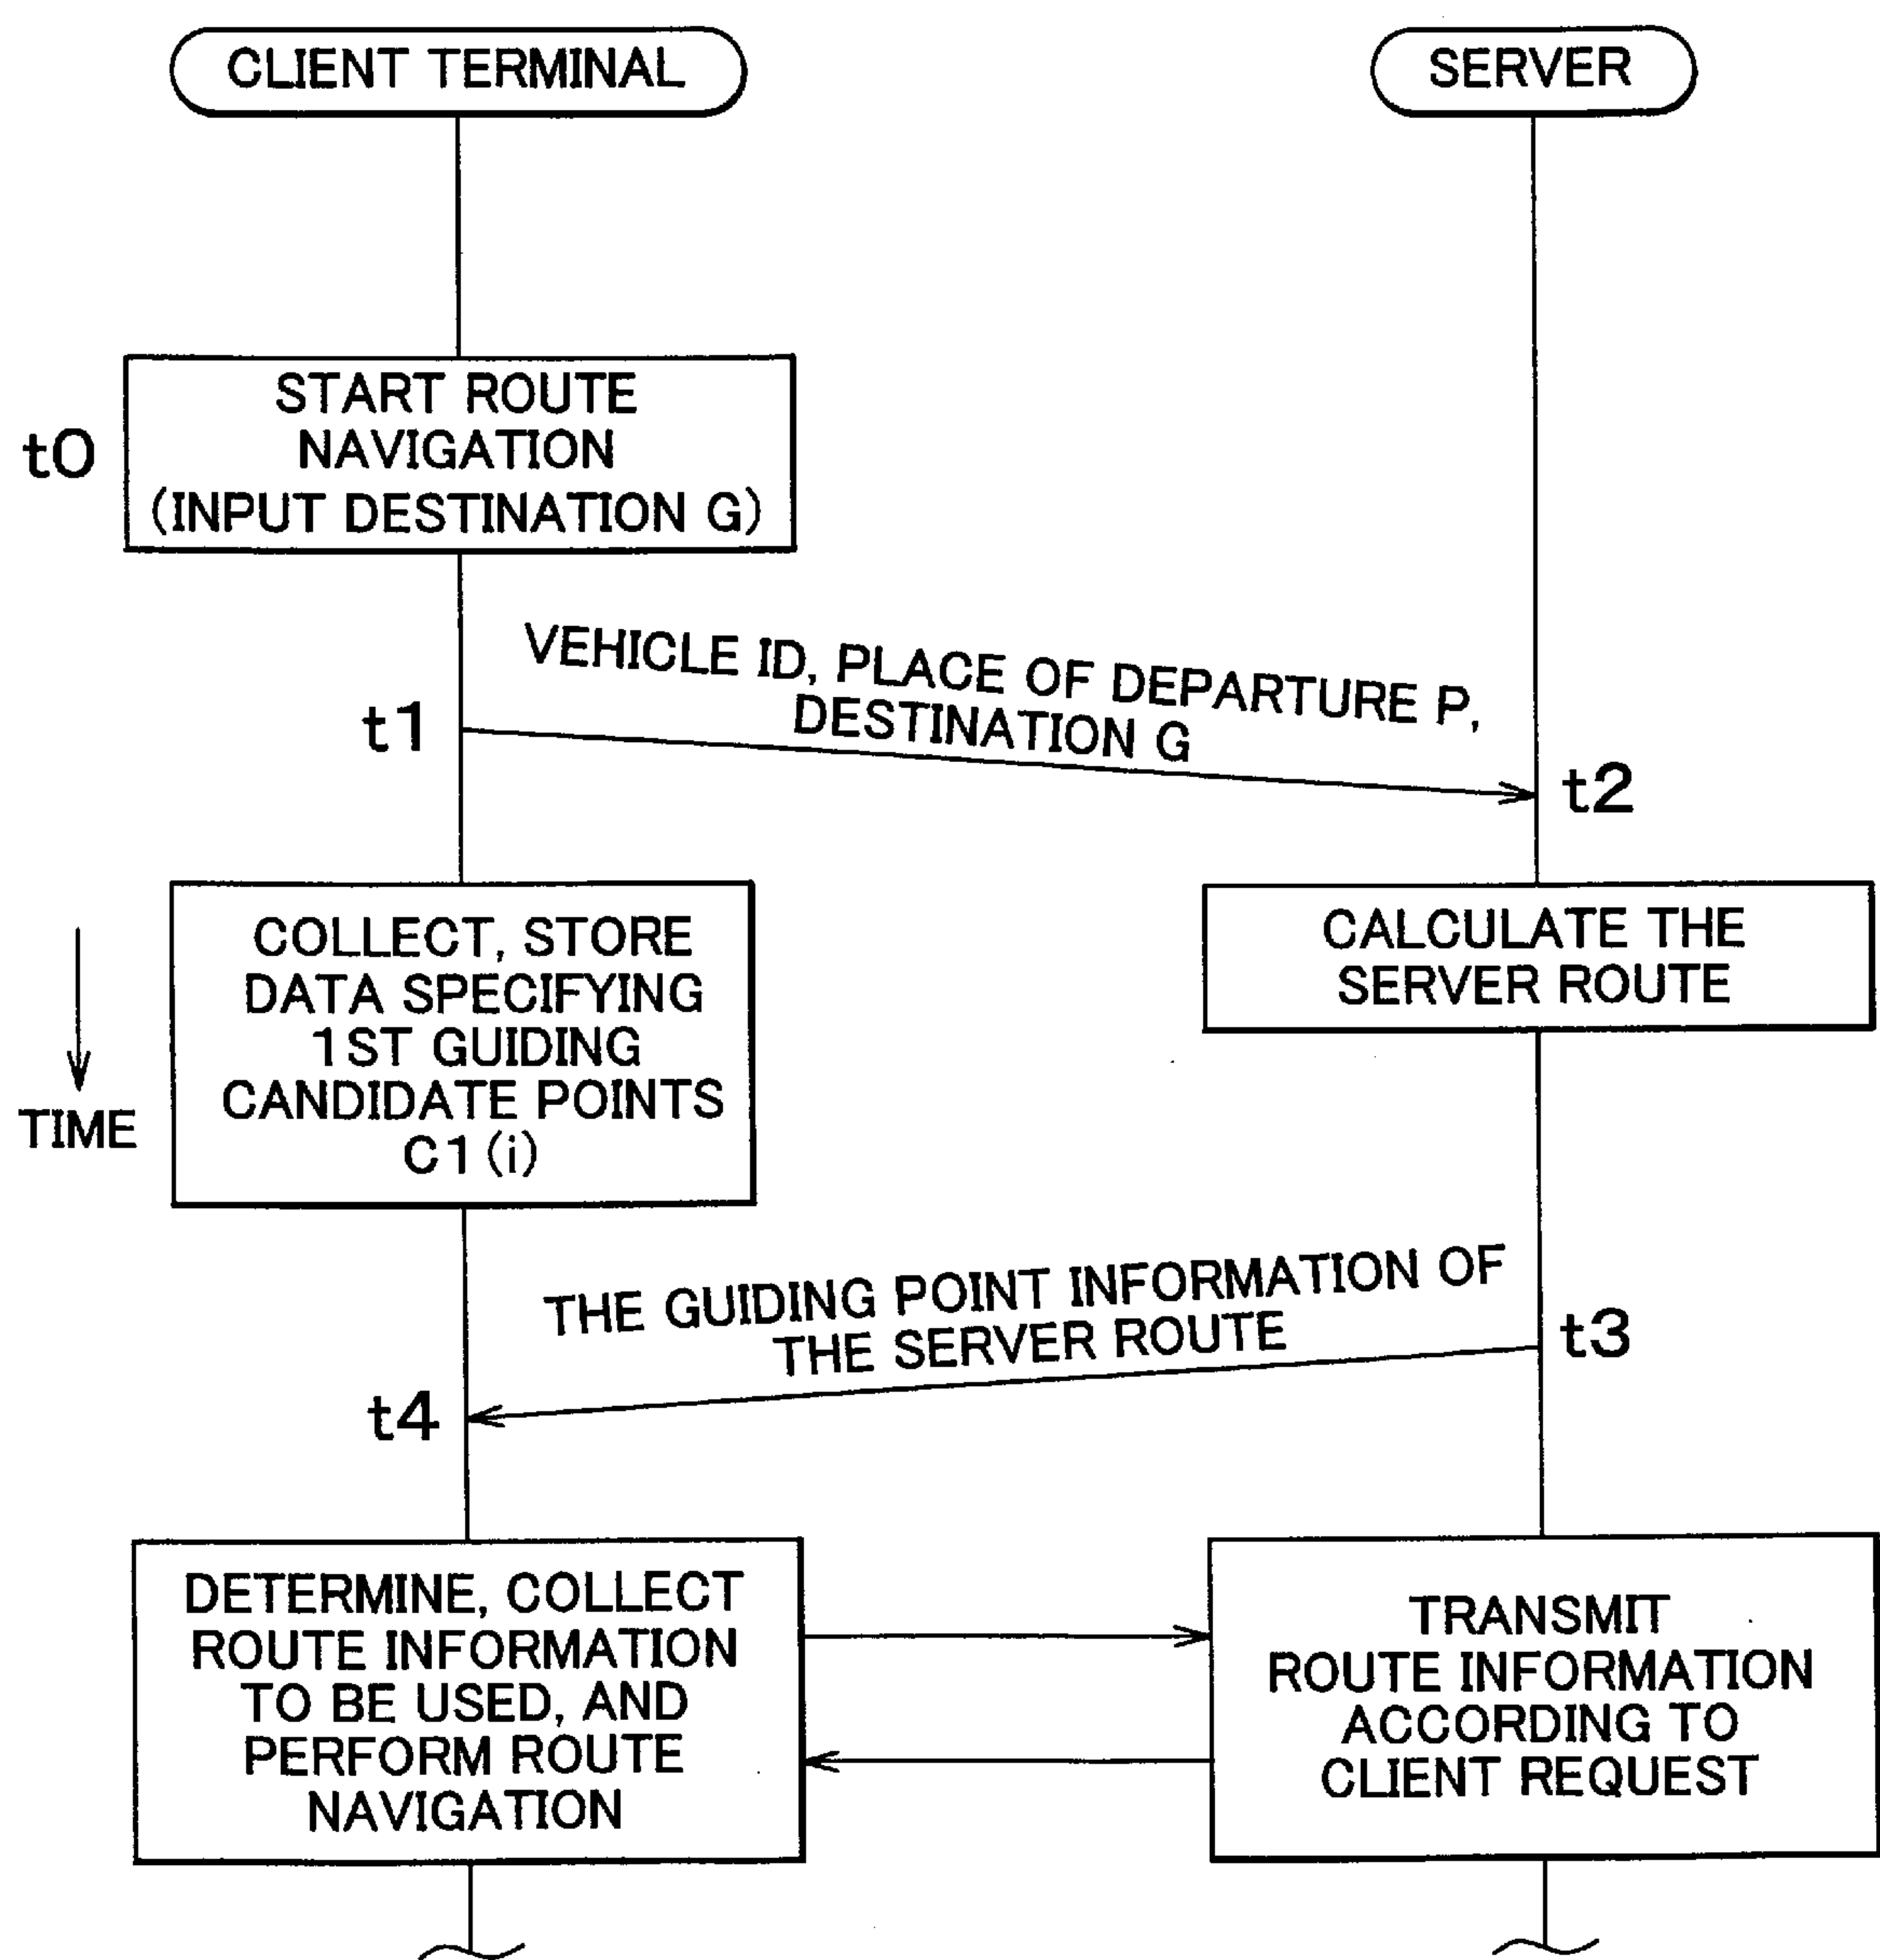 CLIENT TERMINAL
SERVER
t0
START ROUTE
NAVIGATION
(INPUT DESTINATION G)
VEHICLE ID, PLACE OF DEPARTURE P,
DESTINATION G
t1
t2
COLLECT, STORE
DATA SPECIFYING
1ST GUIDING
CANDIDATE POINTS
C1(i)
CALCULATE THE
SERVER ROUTE
TIME
THE GUIDING POINT INFORMATION OF
THE SERVER ROUTE
t3
t4
DETERMINE, COLLECT
ROUTE INFORMATION
TO BE USED, AND
PERFORM ROUTE
NAVIGATION
TRANSMIT
ROUTE INFORMATION
ACCORDING TO
CLIENT REQUEST